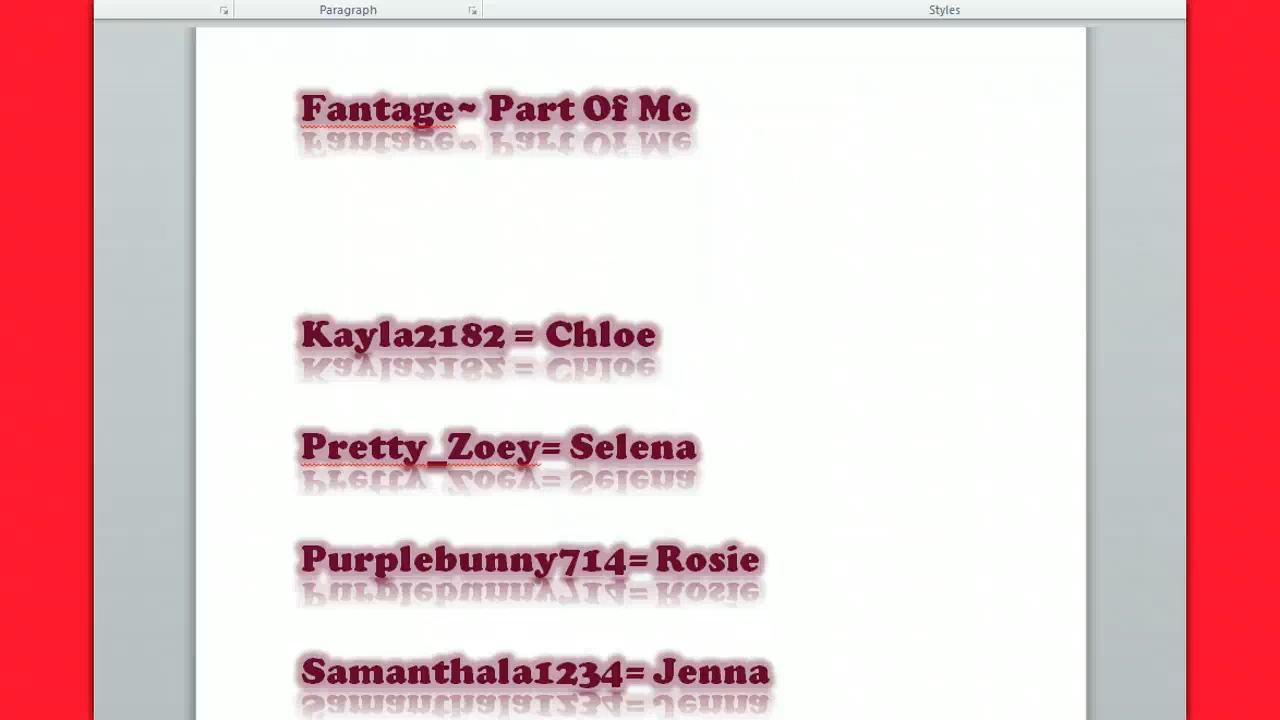 Paragraph Styles
Fantage~ Part Of Me
Kayla2182 = Chloe
Pretty_Zoey= Selena
Purplebunny714= Rosie
Samanthala1234= Jenna